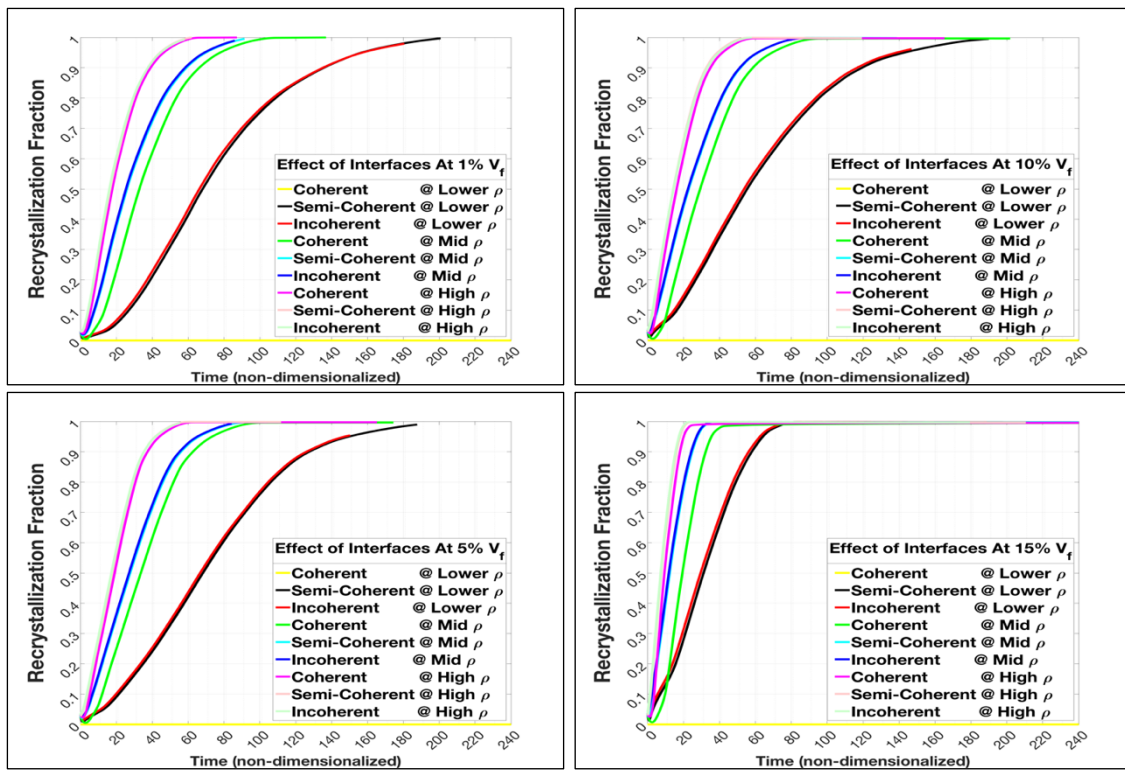 Recrystallization Fraction
1
0.9
0.8
0.7
0.6
0.5
0.4
0.3
0.2
0.1
0
Effect of Interfaces At 1% Vf
Coherent @ Lower ρ
Semi-Coherent @ Lower ρ
Incoherent @ Lower ρ
Coherent @ Mid ρ
Semi-Coherent @ Mid ρ
Incoherent @ Mid ρ
Coherent @ High ρ
Semi-Coherent @ High ρ
Incoherent @ High ρ
0 20 40 60 80 100 120 140 160 180 200 220 240
Time (non-dimensionalized)
Recrystallization Fraction
1
0.9
0.8
0.7
0.6
0.5
0.4
0.3
0.2
0.1
0
Effect of Interfaces At 10% Vf
Coherent @ Lower ρ
Semi-Coherent @ Lower ρ
Incoherent @ Lower ρ
Coherent @ Mid ρ
Semi-Coherent @ Mid ρ
Incoherent @ Mid ρ
Coherent @ High ρ
Semi-Coherent @ High ρ
Incoherent @ High ρ
0 20 40 60 80 100 120 140 160 180 200 220 240
Time (non-dimensionalized)
Recrystallization Fraction
1
0.9
0.8
0.7
0.6
0.5
0.4
0.3
0.2
0.1
0
Effect of Interfaces At 5% Vf
Coherent @ Lower ρ
Semi-Coherent @ Lower ρ
Incoherent @ Lower ρ
Coherent @ Mid ρ
Semi-Coherent @ Mid ρ
Incoherent @ Mid ρ
Coherent @ High ρ
Semi-Coherent @ High ρ
Incoherent @ High ρ
0 20 40 60 80 100 120 140 160 180 200 220 240
Time (non-dimensionalized)
Recrystallization Fraction
1
0.9
0.8
0.7
0.6
0.5
0.4
0.3
0.2
0.1
0
Effect of Interfaces At 15% Vf
Coherent @ Lower ρ
Semi-Coherent @ Lower ρ
Incoherent @ Lower ρ
Coherent @ Mid ρ
Semi-Coherent @ Mid ρ
Incoherent @ Mid ρ
Coherent @ High ρ
Semi-Coherent @ High ρ
Incoherent @ High ρ
0 20 40 60 80 100 120 140 160 180 200 220 240
Time (non-dimensionalized)